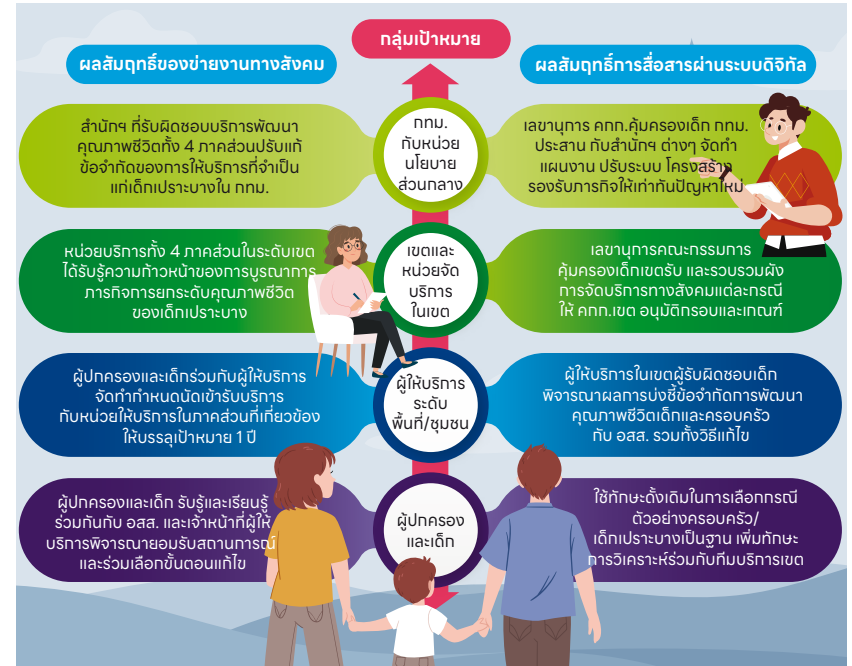 กลุ่มเป้าหมาย
ผลสัมฤทธิ์ของข่ายงานทางสังคม
ผลสัมฤทธิ์การสื่อสารผ่านระบบดิจิทัล
สำนักฯ ที่รับผิดชอบบริการพัฒนา
คุณภาพชีวิตทั้ง 4 ภาคส่วนปรับแก้
ข้อจำกัดของการให้บริการที่จำเป็น
แก่เด็กเปราะบางใน กทม.
กทม.
กับหน่วย
นโยบาย
ส่วนกลาง
เลขานุการ คกก.คุ้มครองเด็ก กทม.
ประสาน กับสำนักฯ ต่างๆ จัดทำ
แผนงาน ปรับระบบ โครงสร้าง
รองรับภารกิจให้เท่าทันปัญหาใหม่
หน่วยบริการทั้ง 4 ภาคส่วนในระดับเขต
ได้รับรู้ความก้าวหน้าของการบูรณาการ
ภารกิจการยกระดับคุณภาพชีวิต
ของเด็กเปราะบาง
เขตและ
หน่วยจัด
บริการ
ในเขต
เลขานุการคณะกรรมการ
คุ้มครองเด็กเขตรับ และรวบรวมผัง
การจัดบริการทางสังคมแต่ละกรณี
ให้ คกก.เขต อนุมัติกรอบและเกณฑ์
ผู้ปกครองและเด็กร่วมกับผู้ให้บริการ
จัดทำกำหนดนัดเข้ารับบริการ
กับหน่วยให้บริการในภาคส่วนที่เกี่ยวข้อง
ให้บรรลุเป้าหมาย 1 ปี
ผู้ให้บริการ
ระดับ
พื้นที่/ชุมชน
ผู้ให้บริการในเขตผู้รับผิดชอบเด็ก
พิจารณาผลการบ่งชี้ข้อจำกัดการพัฒนา
คุณภาพชีวิตเด็กและครอบครัว
กับ อสส. รวมทั้งวิธีแก้ไข
ผู้ปกครองและเด็ก รับรู้และเรียนรู้
ร่วมกันกับ อสส. และเจ้าหน้าที่ผู้ให้
บริการพิจารณายอมรับสถานการณ์
และร่วมเลือกขั้นตอนแก้ไข
ผู้ปกครอง
และเด็ก
ใช้ทักษะดั้งเดิมในการเลือกกรณี
ตัวอย่างครอบครัว/
เด็กเปราะบางเป็นฐาน เพิ่มทักษะ
การวิเคราะห์ร่วมกับทีมบริการเขต